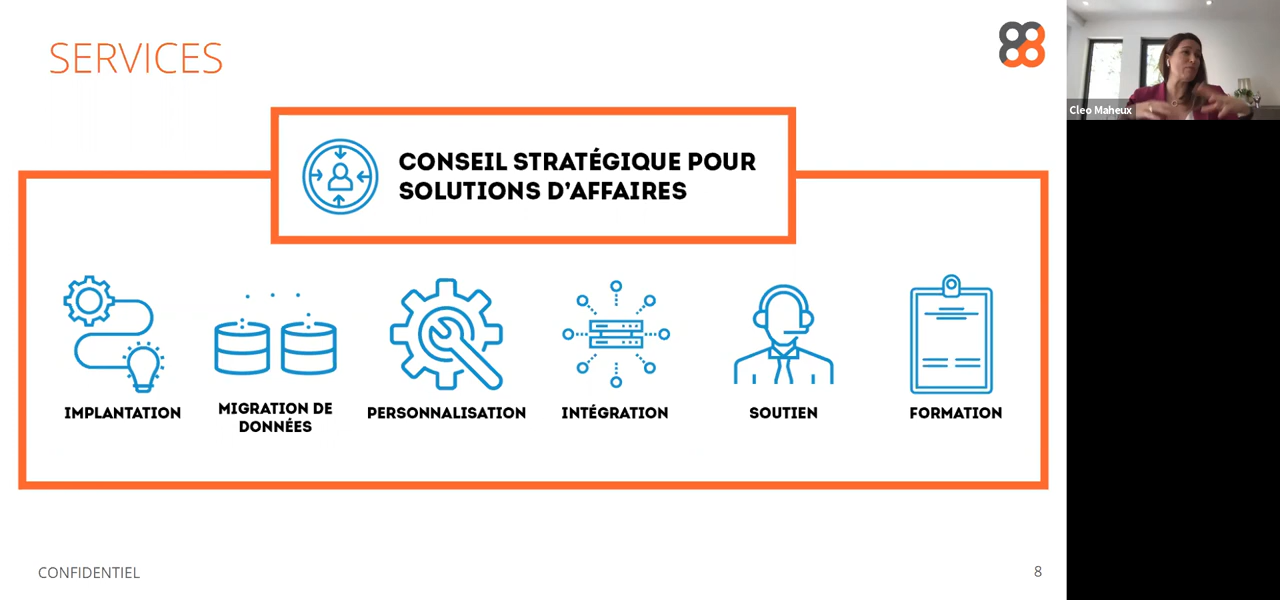 SERVICES
Cleo Maheux
CONSEIL STRATÉGIQUE POUR
SOLUTIONS D'AFFAIRES
IMPLANTATION
MIGRATION DE
DONNÉES
PERSONNALISATION
INTÉGRATION
SOUTIEN
FORMATION
CONFIDENTIEL
8